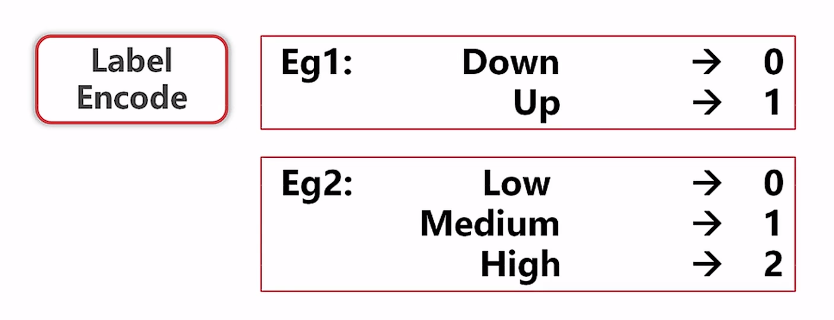 Label
Encode
Eg1: Down → 0
Up → 1
Eg2: Low → 0
Medium → 1
High → 2